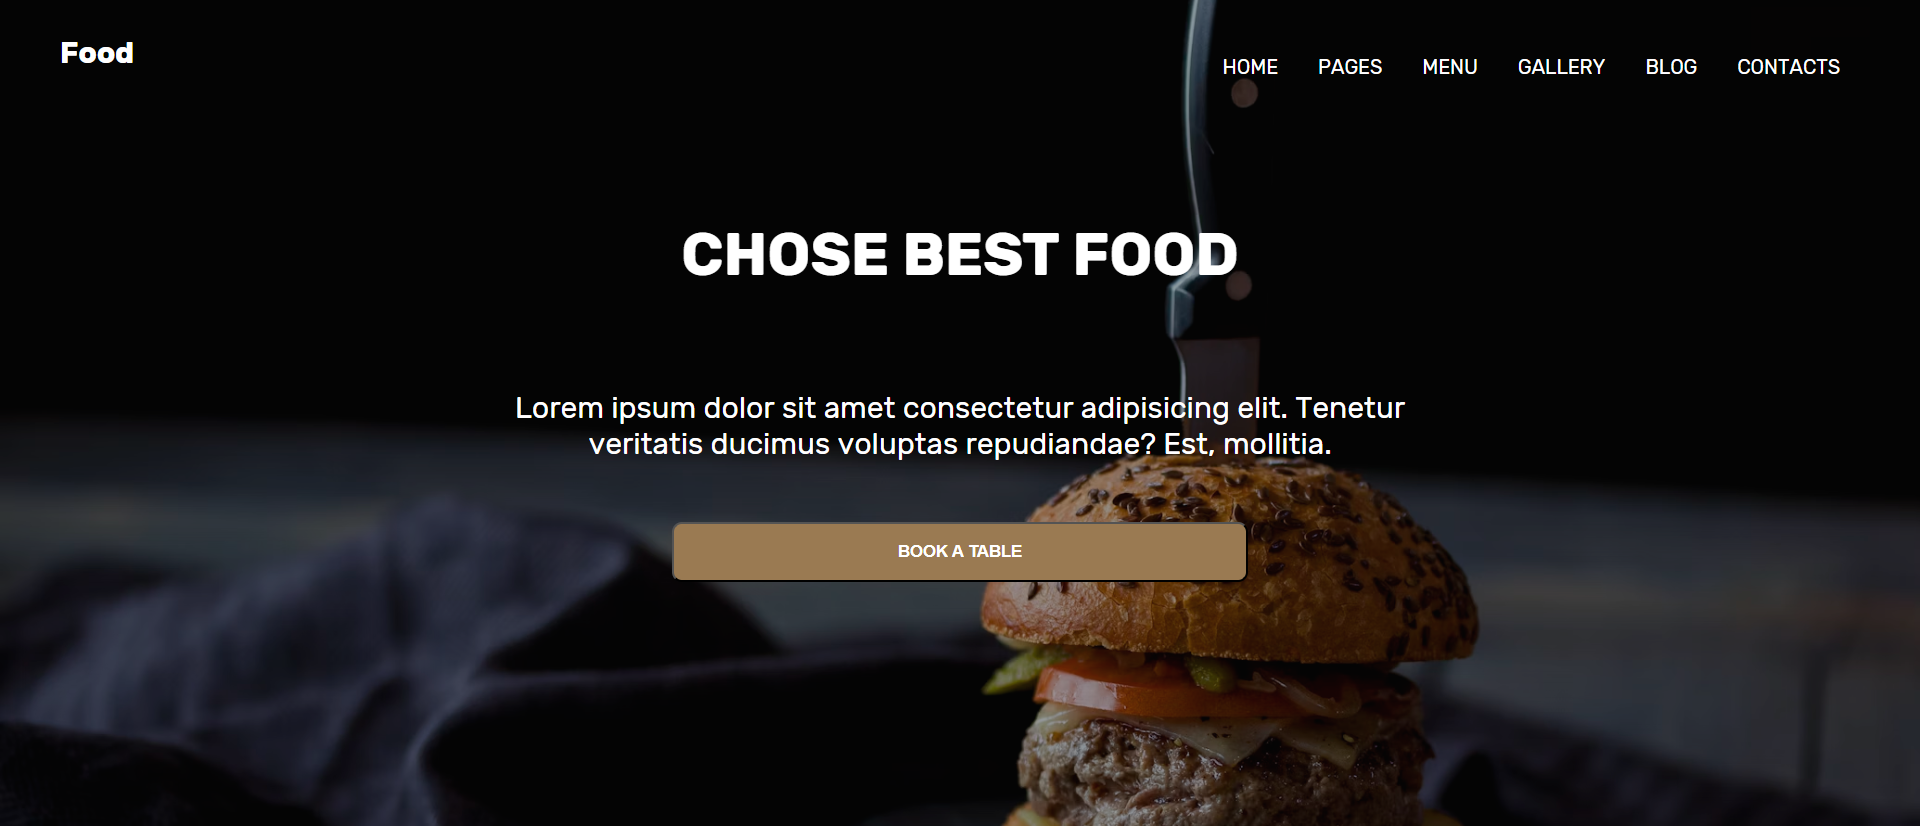 Food
HOME PAGES MENU GALLERY BLOG CONTACTS
CHOSE BEST FOOD
Lorem ipsum dolor sit amet consectetur adipisicing elit. Tenetur
veritatis ducimus voluptas repudiandae? Est, mollitia.
BOOK A TABLE